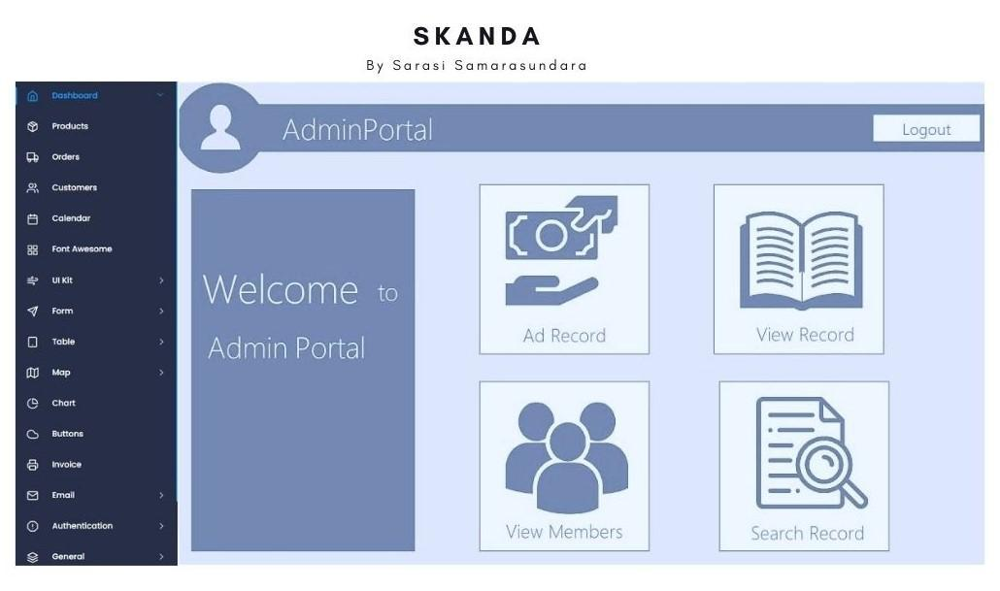 SKANDA
By Sarasi Samarasundara
Dashboard
Products
Orders
Customers
Calendar
Font Awesome
UI Kit
Form
Table
Map
Chart
Buttons
Invoice
Email
Authentication
General
AdminPortal
Logout
Welcome to
Admin Portal
Ad Record
View Record
View Members
Search Record